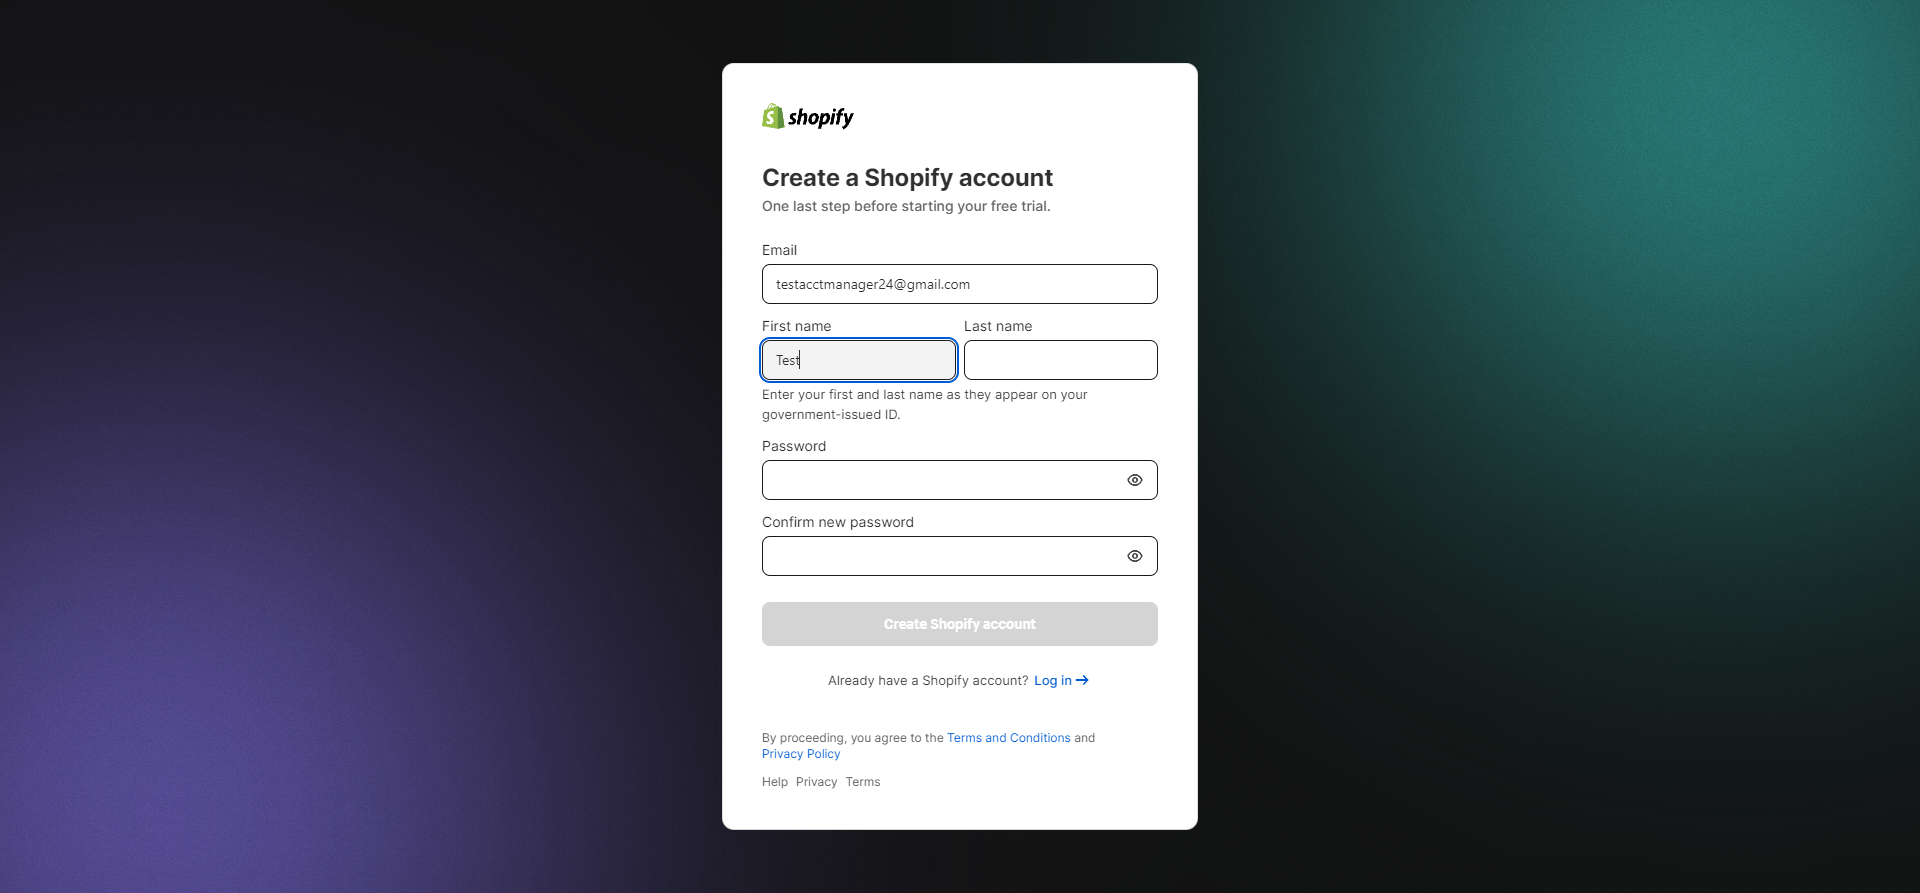 shopify
Create a Shopify account
One last step before starting your free trial.
Email
testacctmanager24@gmail.com
First name Last name
Test
Enter your first and last name as they appear on your
government-issued ID.
Password
Confirm new password
Create Shopify account
Already have a Shopify account? Log in →
By proceeding, you agree to the Terms and Conditions and
Privacy Policy
Help Privacy Terms